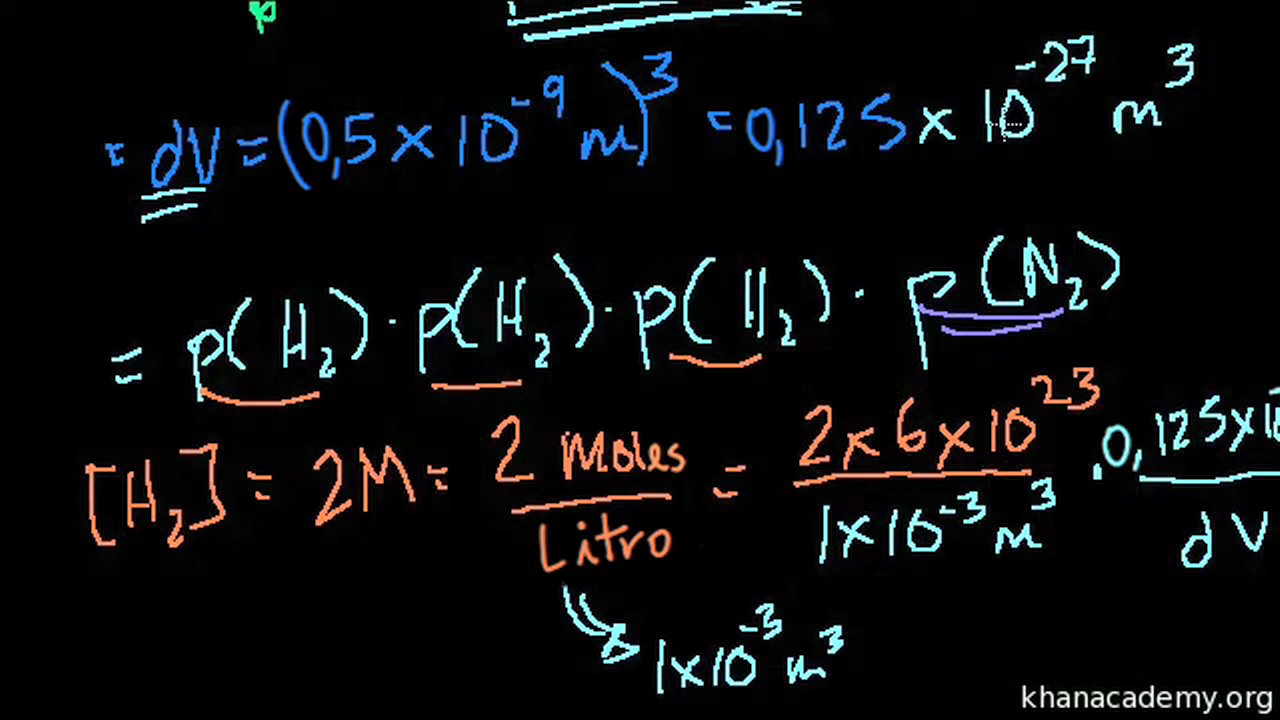 p
= dV = (0,5 x 10⁻⁹ m)³ = 0,125 x 10⁻²⁷ m³
= p(H₂) · p(H₂) · p(H₂) · p(N₂)
[H₂] = 2M = 2 Moles / Litro = 2 x 6 x 10²³ / 1 x 10⁻³ m³ · 0,125 x 10 / dV
1 x 10⁻³ m³
khanacademy.org